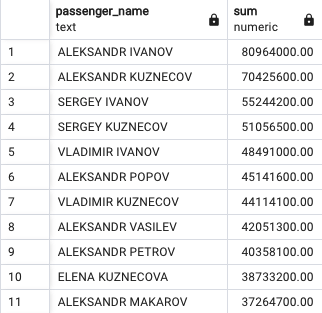 passenger_name sum
text numeric
1 ALEKSANDR IVANOV 80964000.00
2 ALEKSANDR KUZNECOV 70425600.00
3 SERGEY IVANOV 55244200.00
4 SERGEY KUZNECOV 51056500.00
5 VLADIMIR IVANOV 48491000.00
6 ALEKSANDR POPOV 45141600.00
7 VLADIMIR KUZNECOV 44114100.00
8 ALEKSANDR VASILEV 42051300.00
9 ALEKSANDR PETROV 40358100.00
10 ELENA KUZNECOVA 38733200.00
11 ALEKSANDR MAKAROV 37264700.00